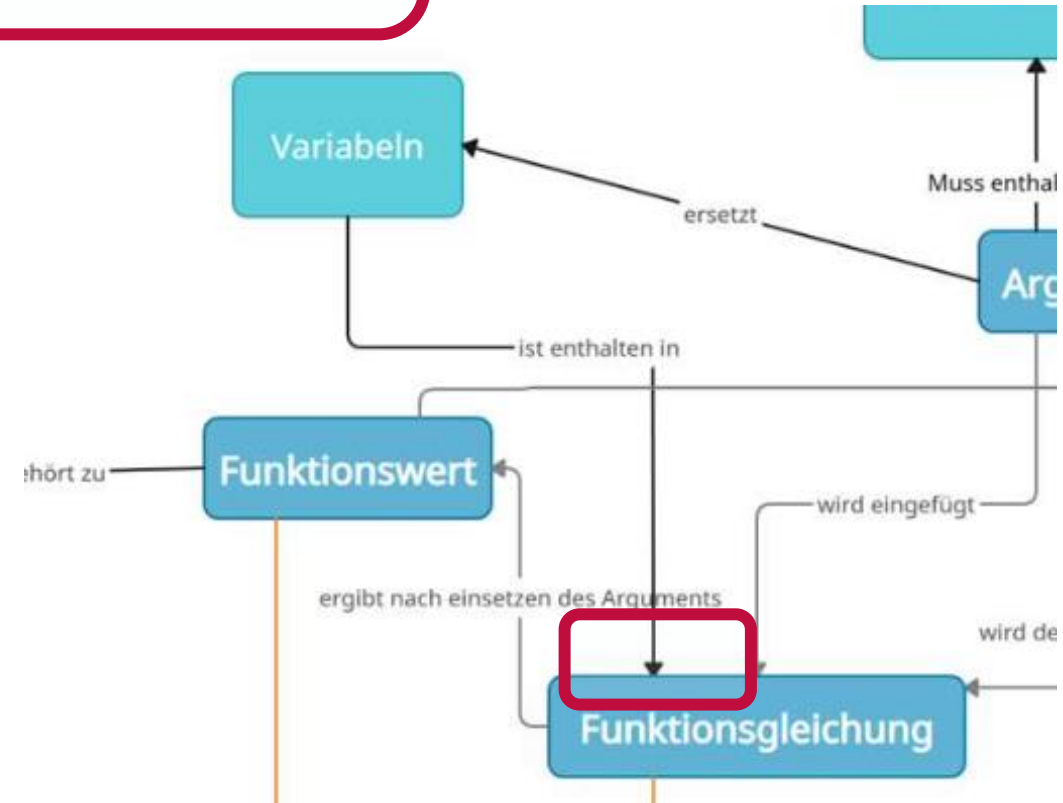 Variabeln
ersetzt
Muss enthal
Arg
ist enthalten in
Funktionswert
ehört zu
wird eingefügt
ergibt nach einsetzen des Arguments
wird de
Funktionsgleichung